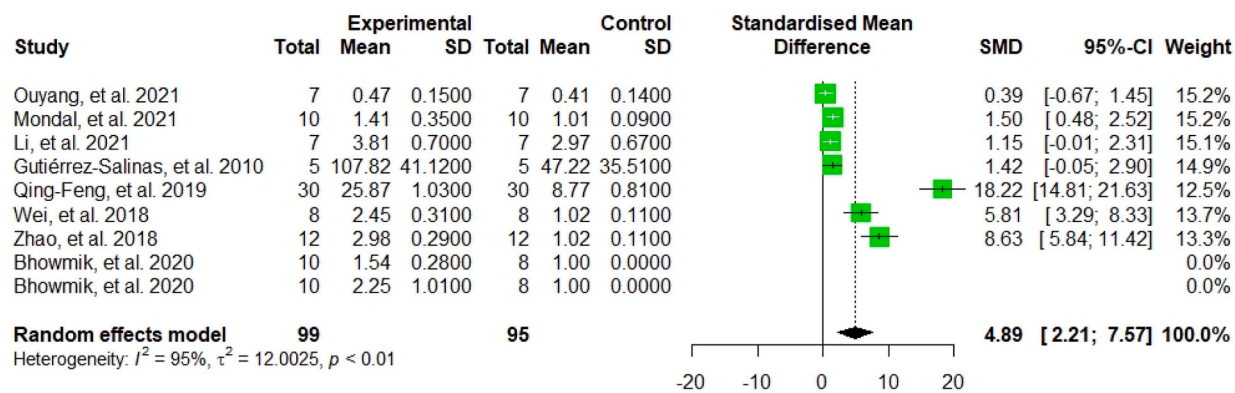 Experimental Control Standardised Mean
Study Total Mean SD Total Mean SD Difference SMD 95%-CI Weight
Ouyang, et al. 2021 7 0.47 0.1500 7 0.41 0.1400 0.39 [-0.67; 1.45] 15.2%
Mondal, et al. 2021 10 1.41 0.3500 10 1.01 0.0900 1.50 [ 0.48; 2.52] 15.2%
Li, et al. 2021 7 3.81 0.7000 7 2.97 0.6700 1.15 [-0.01; 2.31] 15.1%
Gutiérrez-Salinas, et al. 2010 5 107.82 41.1200 5 47.22 35.5100 1.42 [-0.05; 2.90] 14.9%
Qing-Feng, et al. 2019 30 25.87 1.0300 30 8.77 0.8100 18.22 [14.81; 21.63] 12.5%
Wei, et al. 2018 8 2.45 0.3100 8 1.02 0.1100 5.81 [ 3.29; 8.33] 13.7%
Zhao, et al. 2018 12 2.98 0.2900 12 1.02 0.1100 8.63 [ 5.84; 11.42] 13.3%
Bhowmik, et al. 2020 10 1.54 0.2800 8 1.00 0.0000 0.0%
Bhowmik, et al. 2020 10 2.25 1.0100 8 1.00 0.0000 0.0%
Random effects model 99 95 4.89 [ 2.21; 7.57] 100.0%
Heterogeneity: I² = 95%, τ² = 12.0025, p < 0.01
-20 -10 0 10 20